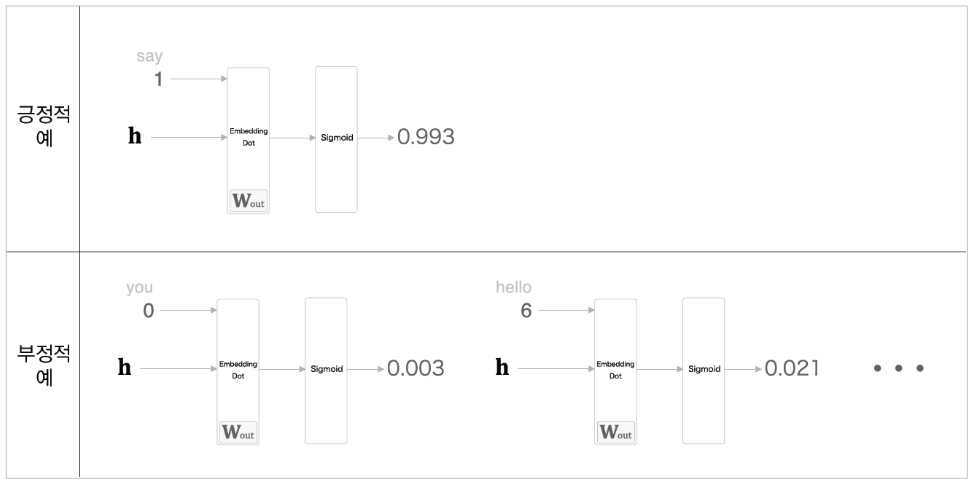 긍정적
예
say
1
h
Embedding
Dot
Wout
Sigmoid
0.993
부정적
예
you
0
h
Embedding
Dot
Wout
Sigmoid
0.003
hello
6
h
Embedding
Dot
Wout
Sigmoid
0.021
• • •